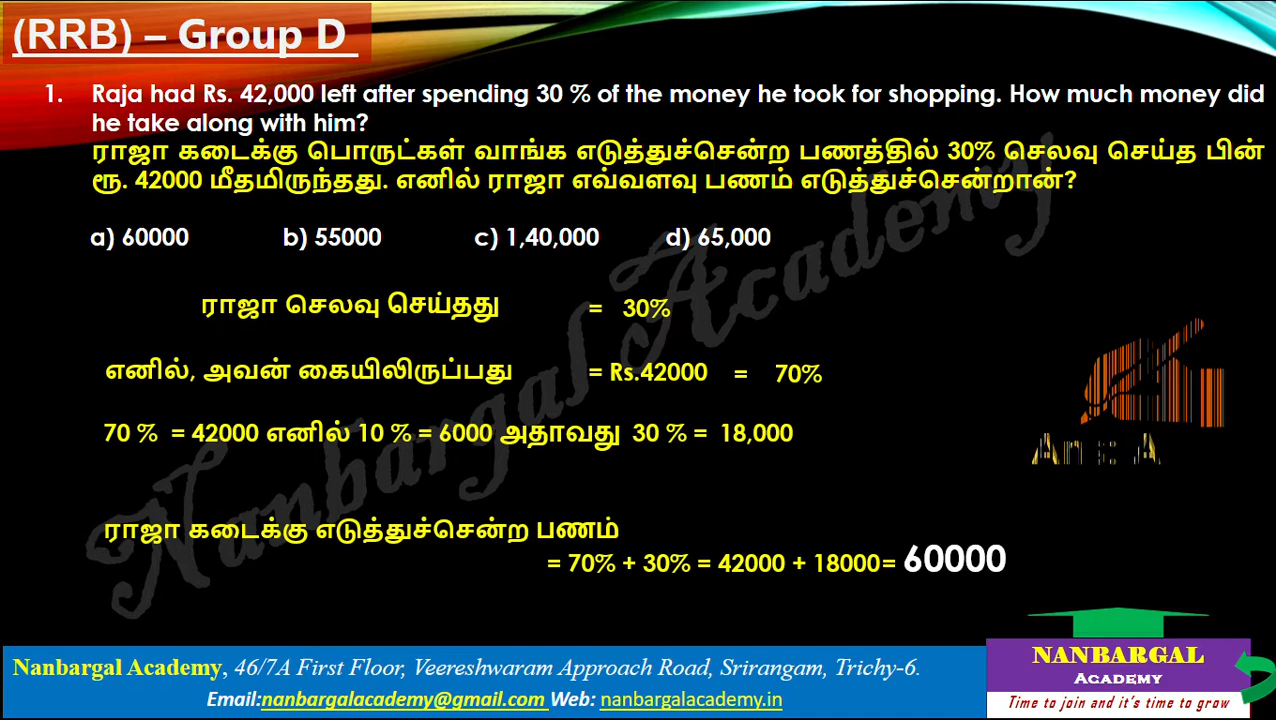 (RRB) – Group D
1. Raja had Rs. 42,000 left after spending 30 % of the money he took for shopping. How much money did
he take along with him?
ராஜா கடைக்கு பொருட்கள் வாங்க எடுத்துச்சென்ற பணத்தில் 30% செலவு செய்த பின்
ரூ. 42000 மீதமிருந்தது. எனில் ராஜா எவ்வளவு பணம் எடுத்துச்சென்றான்?
a) 60000 b) 55000 c) 1,40,000 d) 65,000
ராஜா செலவு செய்தது = 30%
எனில், அவன் கையிலிருப்பது = Rs.42000 = 70%
70 % = 42000 எனில் 10 % = 6000 அதாவது 30 % = 18,000
Ans: A
ராஜா கடைக்கு எடுத்துச்சென்ற பணம்
= 70% + 30% = 42000 + 18000= 60000
Nanbargal Academy
Nanbargal Academy, 46/7A First Floor, Veereshwaram Approach Road, Srirangam, Trichy-6.
Email:nanbargalacademy@gmail.com Web: nanbargalacademy.in
NANBARGAL
ACADEMY
Time to join and it's time to grow